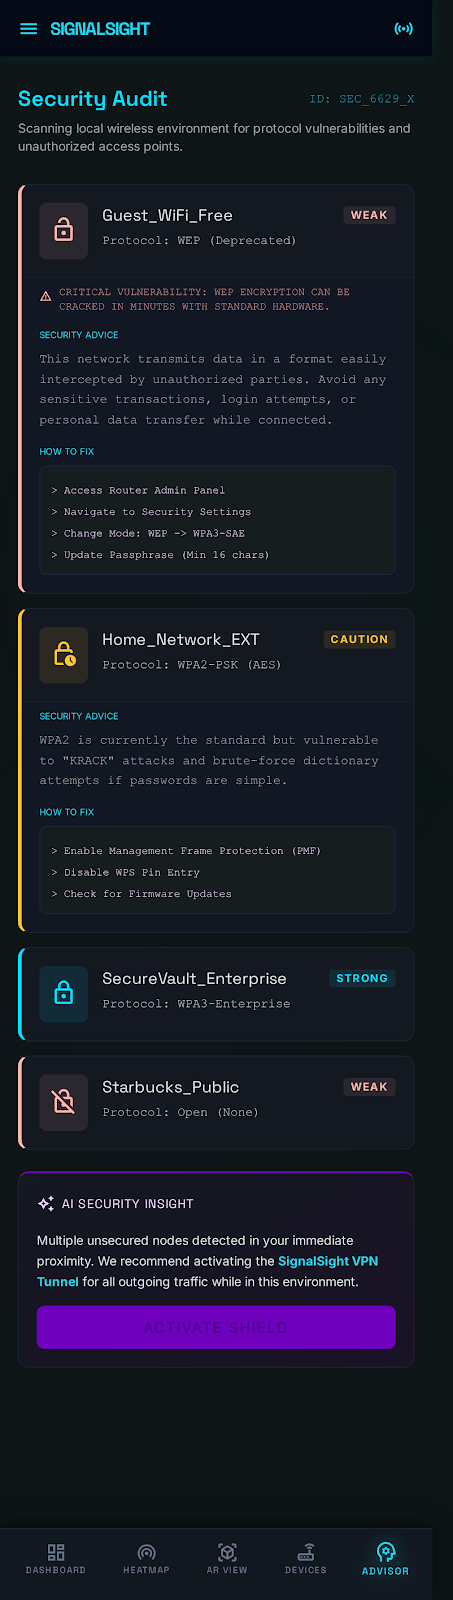 SIGNALSIGHT
Security Audit
ID: SEC_6629_X
Scanning local wireless environment for protocol vulnerabilities and
unauthorized access points.
Guest_WiFi_Free
WEAK
Protocol: WEP (Deprecated)
CRITICAL VULNERABILITY: WEP ENCRYPTION CAN BE
CRACKED IN MINUTES WITH STANDARD HARDWARE.
SECURITY ADVICE
This network transmits data in a format easily
intercepted by unauthorized parties. Avoid any
sensitive transactions, login attempts, or
personal data transfer while connected.
HOW TO FIX
> Access Router Admin Panel
> Navigate to Security Settings
> Change Mode: WEP -> WPA3-SAE
> Update Passphrase (Min 16 chars)
Home_Network_EXT
CAUTION
Protocol: WPA2-PSK (AES)
SECURITY ADVICE
WPA2 is currently the standard but vulnerable
to "KRACK" attacks and brute-force dictionary
attempts if passwords are simple.
HOW TO FIX
> Enable Management Frame Protection (PMF)
> Disable WPS Pin Entry
> Check for Firmware Updates
SecureVault_Enterprise
STRONG
Protocol: WPA3-Enterprise
Starbucks_Public
WEAK
Protocol: Open (None)
AI SECURITY INSIGHT
Multiple unsecured nodes detected in your immediate
proximity. We recommend activating the SignalSight VPN
Tunnel for all outgoing traffic while in this environment.
ACTIVATE SHIELD
DASHBOARD
HEATMAP
AR VIEW
DEVICES
ADVISOR